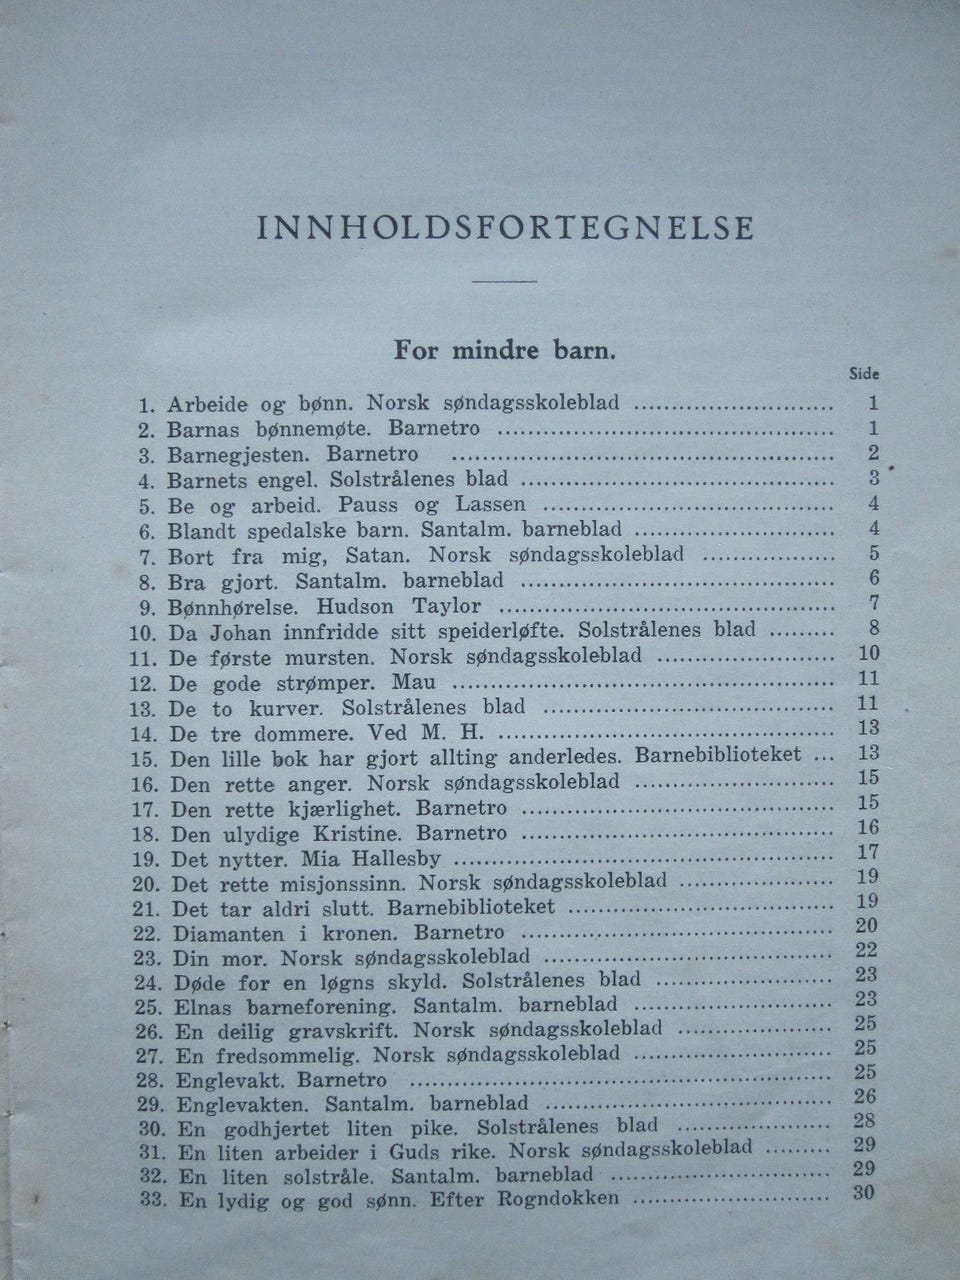 INNHOLDSFORTEGNELSE
For mindre barn.
Side
1. Arbeide og bønn. Norsk søndagsskoleblad ........................... 1
2. Barnas bønnemøte. Barnetro ............................................. 1
3. Barnegjesten. Barnetro ................................................... 2
4. Barnets engel. Solstrålenes blad .......................................... 3
5. Be og arbeid. Pauss og Lassen ......................................... 4
6. Blandt spedalske barn. Santalm. barneblad ........................... 4
7. Bort fra mig, Satan. Norsk søndagsskoleblad .................. 5
8. Bra gjort. Santalm. barneblad .......................................... 6
9. Bønnhørelse. Hudson Taylor ............................................. 7
10. Da Johan innfridde sitt speiderløfte. Solstrålenes blad ......... 8
11. De første mursten. Norsk søndagsskoleblad ........................ 10
12. De gode strømper. Mau ................................................... 11
13. De to kurver. Solstrålenes blad ....................................... 11
14. De tre dommere. Ved M. H. ............................................. 13
15. Den lille bok har gjort allting anderledes. Barnebiblioteket ... 13
16. Den rette anger. Norsk søndagsskoleblad ........................... 15
17. Den rette kjærlighet. Barnetro .......................................... 15
18. Den ulydige Kristine. Barnetro .......................................... 16
19. Det nytter. Mia Hallesby ................................................... 17
20. Det rette misjonssinn. Norsk søndagsskoleblad ..................... 19
21. Det tar aldri slutt. Barnebiblioteket .................................... 19
22. Diamanten i kronen. Barnetro .......................................... 20
23. Din mor. Norsk søndagsskoleblad ....................................... 22
24. Døde for en løgns skyld. Solstrålenes blad ........................ 23
25. Elnas barneforening. Santalm. barneblad ........................... 23
26. En deilig gravskrift. Norsk søndagsskoleblad ..................... 25
27. En fredsommelig. Norsk søndagsskoleblad ........................... 25
28. Englevakt. Barnetro ......................................................... 25
29. Englevakten. Santalm. barneblad ....................................... 26
30. En godhjertet liten pike. Solstrålenes blad ..................... 28
31. En liten arbeider i Guds rike. Norsk søndagsskoleblad ......... 29
32. En liten solstråle. Santalm. barneblad .............................. 29
33. En lydig og god sønn. Efter Rogndokken ........................... 30